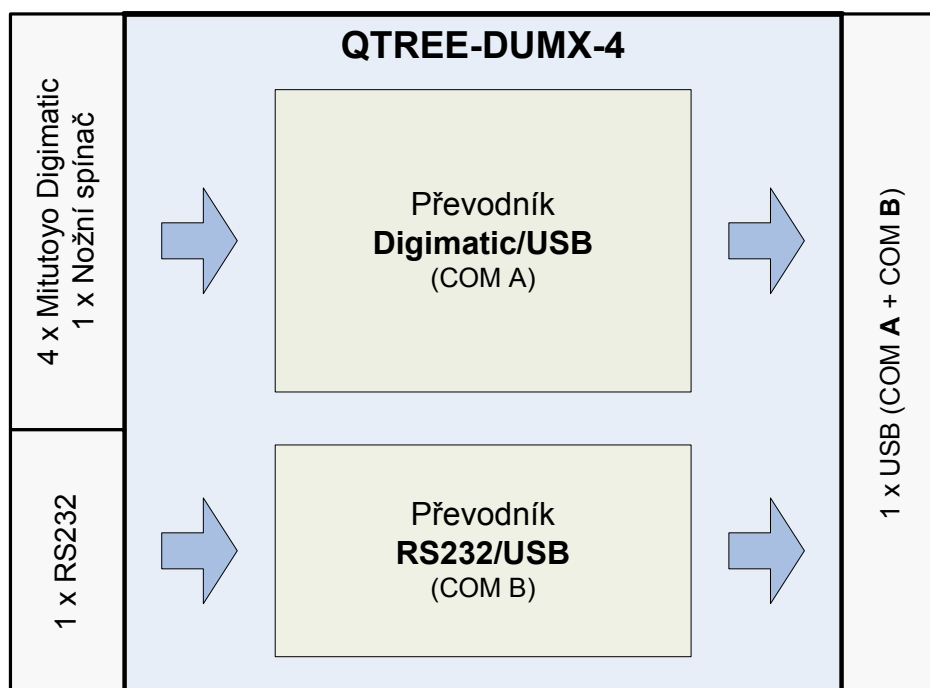 QTREE-DUMX-4
4 x Mitutoyo Digimatic
1 x Nožní spínač
Převodník
Digimatic/USB
(COM A)
1 x USB (COM A + COM B)
1 x RS232
Převodník
RS232/USB
(COM B)